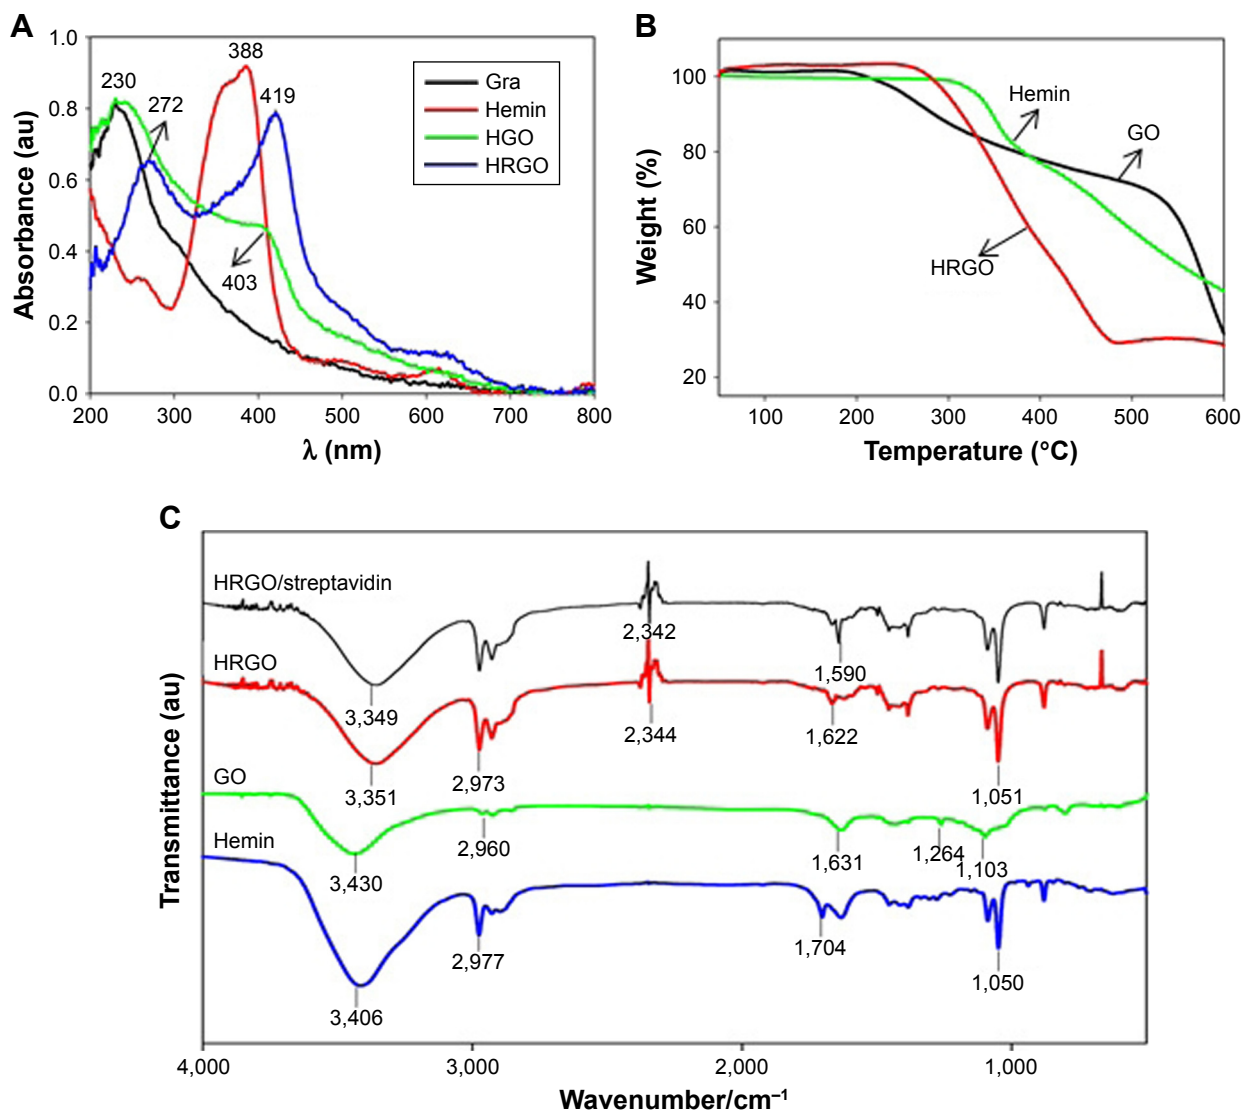 A
1.0
0.8
0.6
0.4
0.2
0.0
Absorbance (au)
230
272
388
419
403
Gra
Hemin
HGO
HRGO
200
300
400
500
600
700
800
λ (nm)
B
100
80
60
40
20
Weight (%)
Hemin
GO
HRGO
100
200
300
400
500
600
Temperature (°C)
C
Transmittance (au)
HRGO/streptavidin
3,349
2,342
1,590
HRGO
3,351
2,973
2,344
1,622
1,051
GO
3,430
2,960
1,631
1,264
1,103
Hemin
3,406
2,977
1,704
1,050
4,000
3,000
2,000
1,000
Wavenumber/cm⁻¹